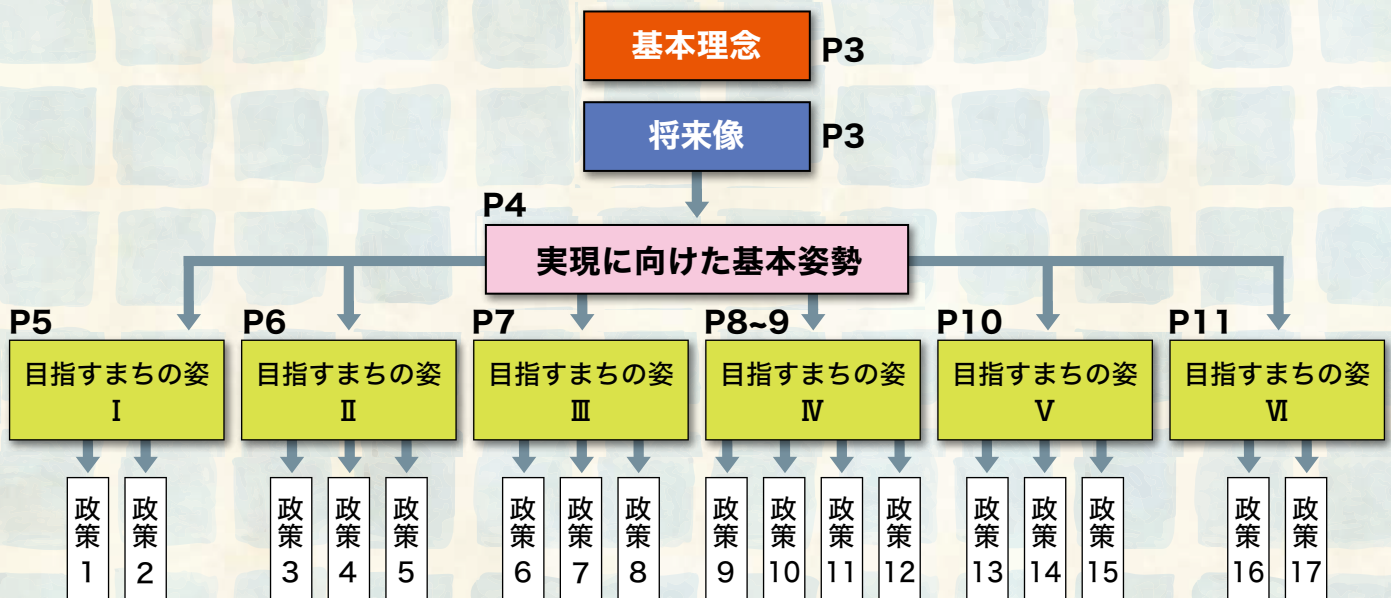 基本理念 P3
将来像 P3
P4
実現に向けた基本姿勢
P5 P6 P7 P8~9 P10 P11
目指すまちの姿 目指すまちの姿 目指すまちの姿 目指すまちの姿 目指すまちの姿 目指すまちの姿
Ⅰ Ⅱ Ⅲ Ⅳ Ⅴ Ⅵ
政策1 政策2 政策3 政策4 政策5 政策6 政策7 政策8 政策9 政策10 政策11 政策12 政策13 政策14 政策15 政策16 政策17